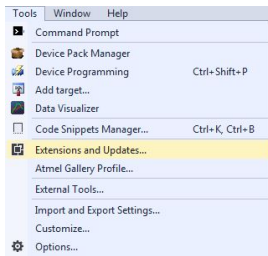 Tools Window Help
Command Prompt
Device Pack Manager
Device Programming Ctrl+Shift+P
Add target...
Data Visualizer
Code Snippets Manager... Ctrl+K, Ctrl+B
Extensions and Updates...
Atmel Gallery Profile...
External Tools...
Import and Export Settings...
Customize...
Options...